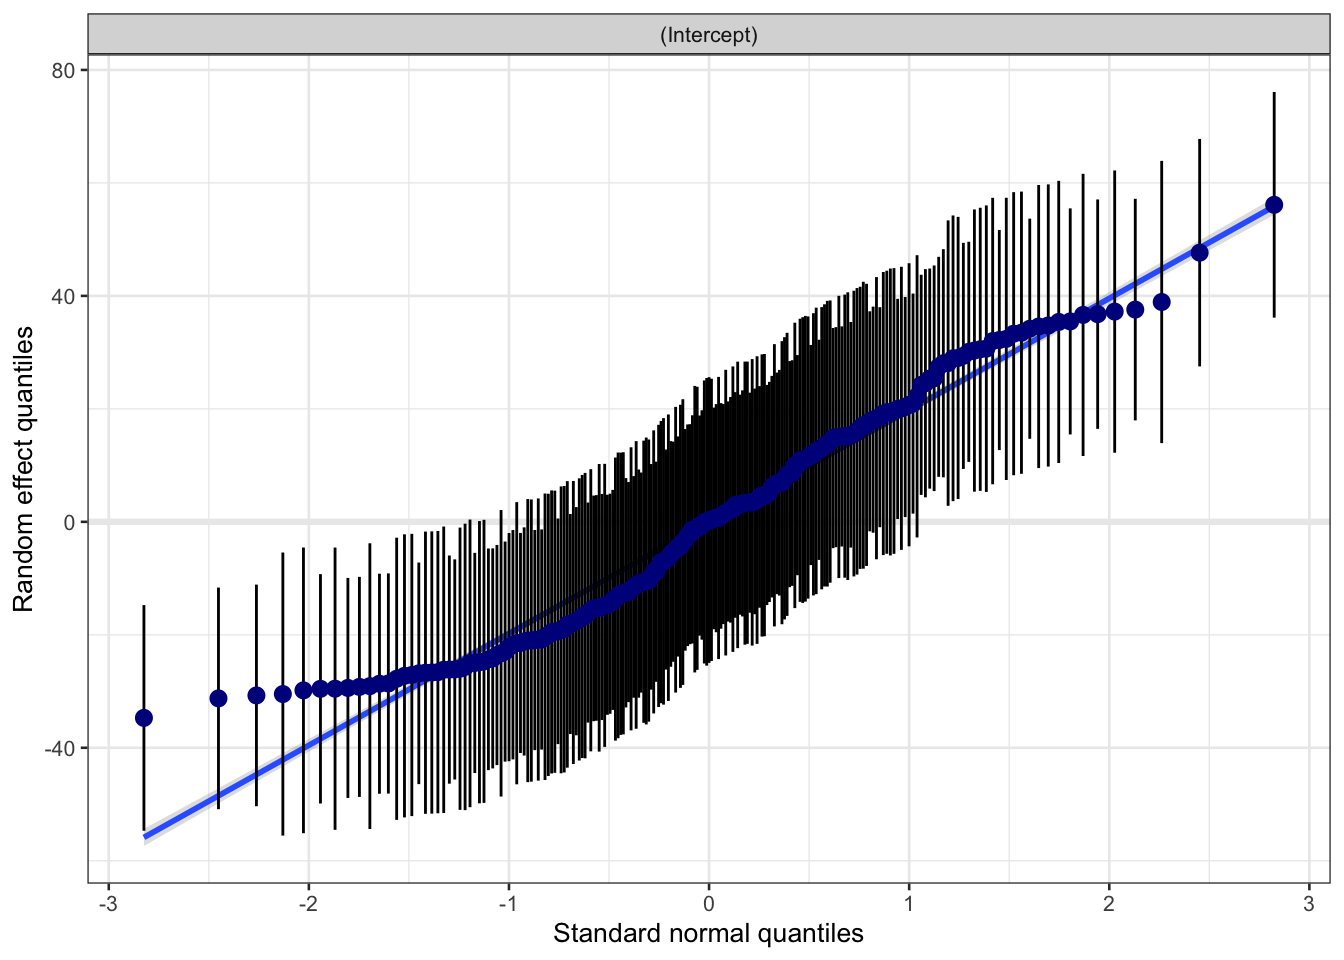 (Intercept)
80
40
0
-40
-3 -2 -1 0 1 2 3
Standard normal quantiles
Random effect quantiles